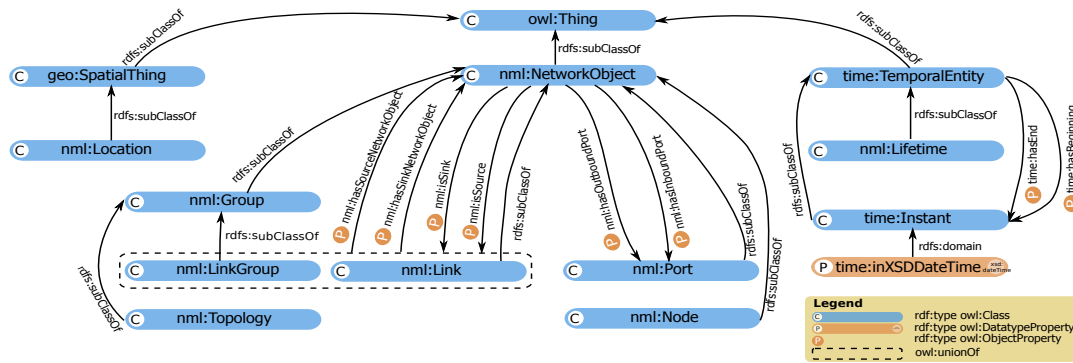 C owl:Thing
rdfs:subClassOf
rdfs:subClassOf
rdfs:subClassOf
C geo:SpatialThing
C nml:NetworkObject
C time:TemporalEntity
rdfs:subClassOf
rdfs:subClassOf
C nml:Location
C nml:Lifetime
rdfs:subClassOf
P nml:hasSourceNetworkObject
P nml:hasSinkNetworkObject
P nml:isSink
P nml:isSource
rdfs:subClassOf
P nml:hasOutboundPort
P nml:hasInboundPort
rdfs:subClassOf
rdfs:subClassOf
rdfs:subClassOf
P time:hasEnd
P time:hasBeginning
C nml:Group
C time:Instant
rdfs:subClassOf
rdfs:domain
C nml:LinkGroup
C nml:Link
C nml:Port
P time:inXSDDateTime xsd:
dateTime
rdfs:subClassOf
C nml:Topology
C nml:Node
Legend
C rdf:type owl:Class
P rdf:type owl:DatatypeProperty
P rdf:type owl:ObjectProperty
owl:unionOf